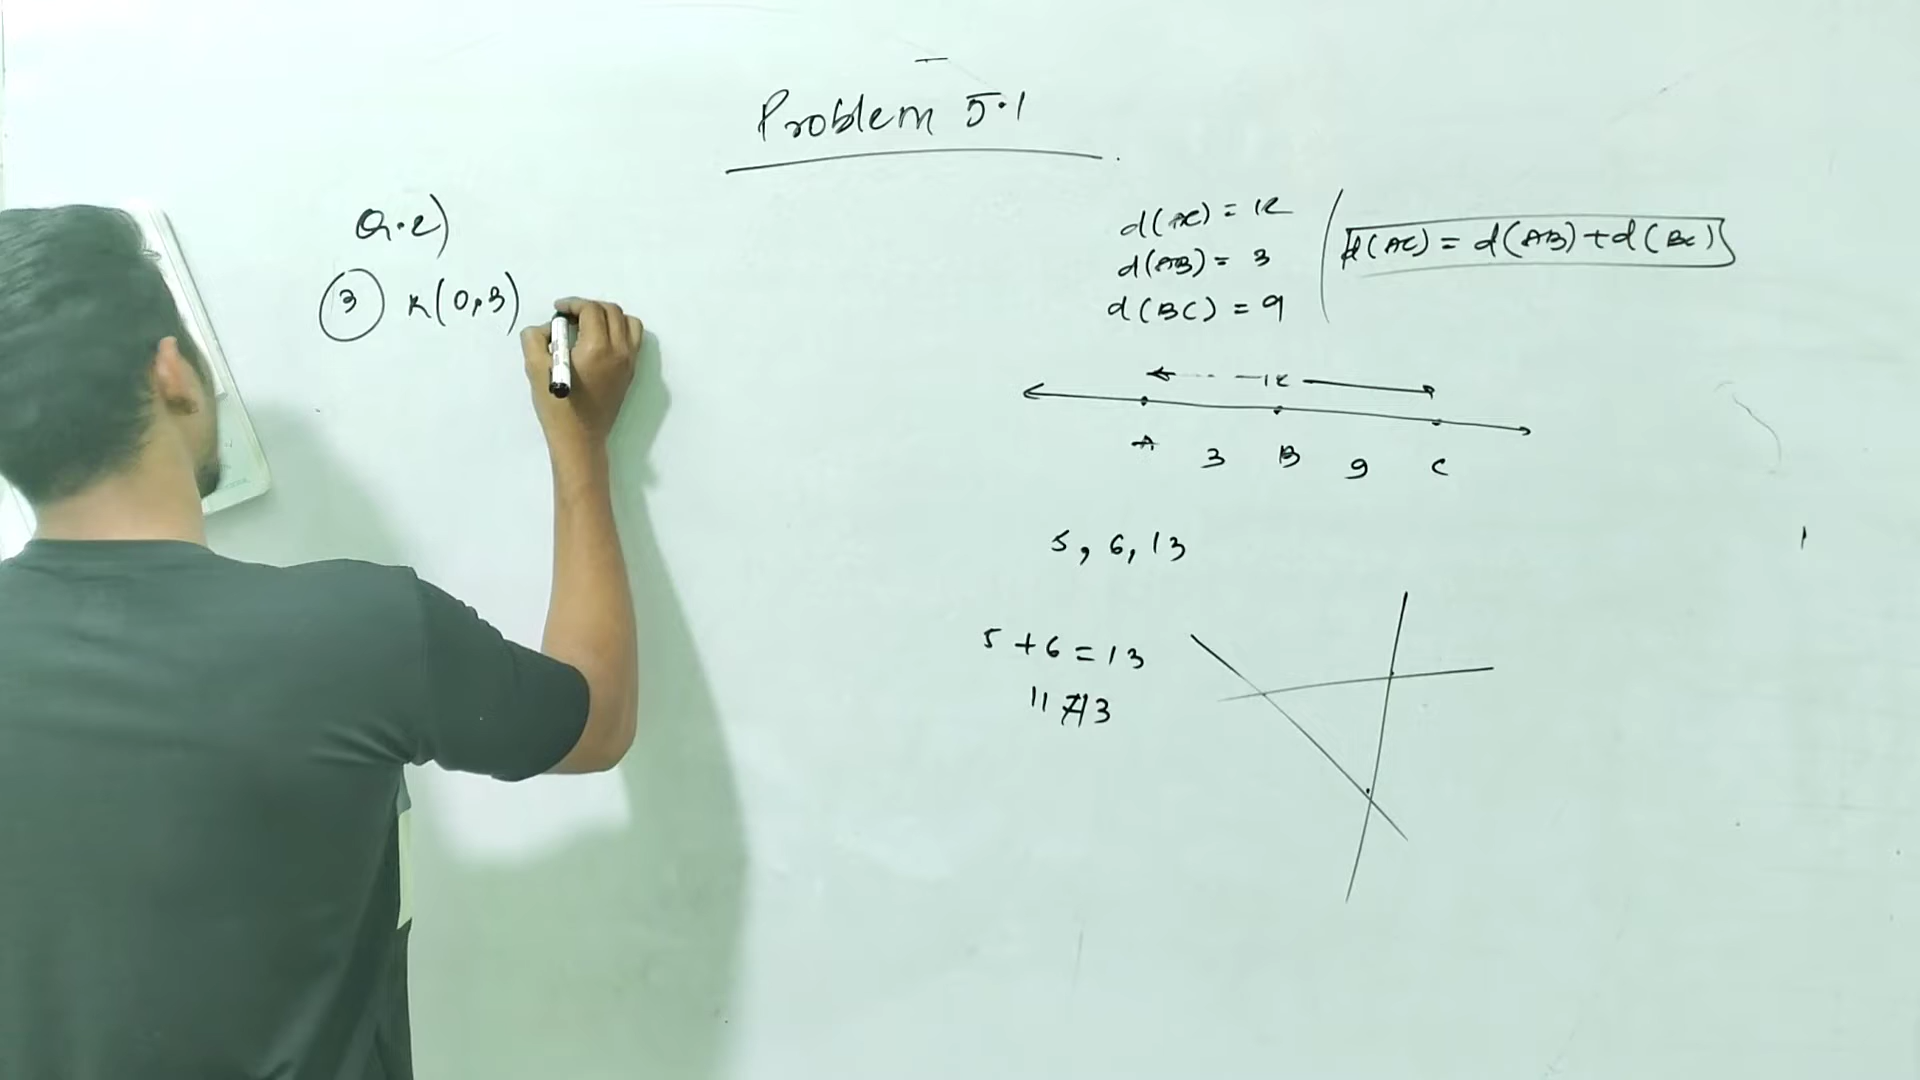 Problem 5.1
Q.2)
3 R(0,3)
d(AC) = 12
d(AB) = 3
d(BC) = 9
d(AC) = d(AB) + d(BC)
12
A 3 B 9 C
5, 6, 13
5 + 6 = 13
11 ≠ 13